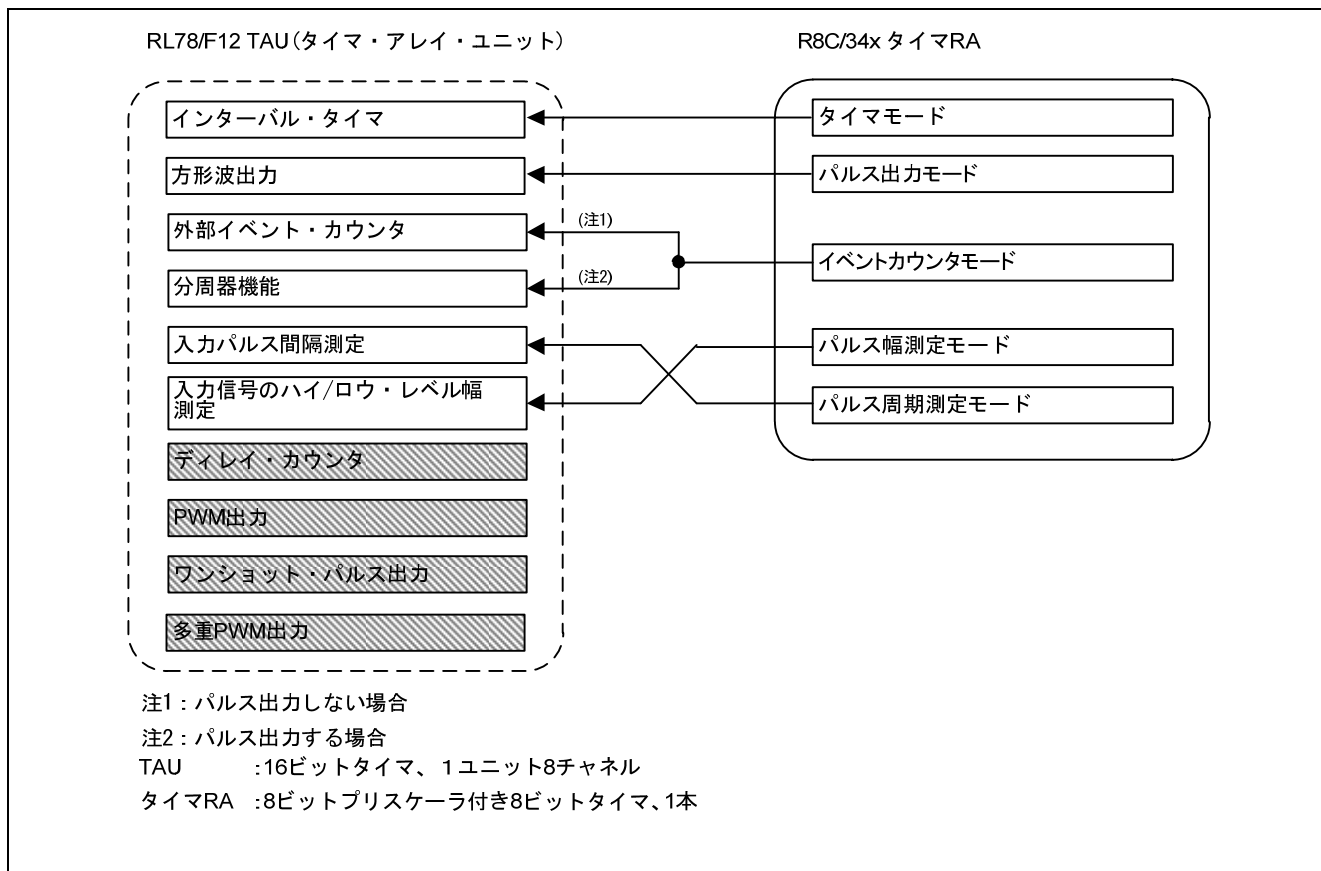 RL78/F12 TAU(タイマ・アレイ・ユニット)
インターバル・タイマ
方形波出力
外部イベント・カウンタ
分周器機能
入力パルス間隔測定
入力信号のハイ/ロウ・レベル幅
測定
ディレイ・カウンタ
PWM出力
ワンショット・パルス出力
多重PWM出力
(注1)
(注2)
R8C/34x タイマRA
タイマモード
パルス出力モード
イベントカウンタモード
パルス幅測定モード
パルス周期測定モード
注1：パルス出力しない場合
注2：パルス出力する場合
TAU :16ビットタイマ、1ユニット8チャネル
タイマRA :8ビットプリスケーラ付き8ビットタイマ、1本